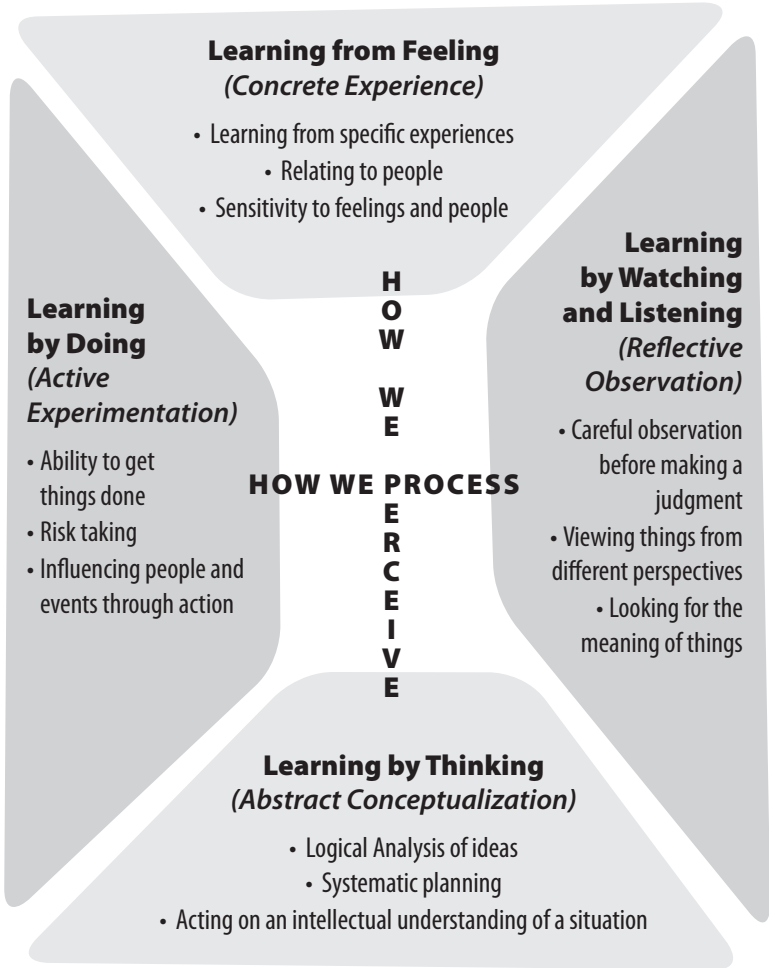 Learning from Feeling
(Concrete Experience)
• Learning from specific experiences
• Relating to people
• Sensitivity to feelings and people
Learning
by Doing
(Active
Experimentation)
• Ability to get
things done
• Risk taking
• Influencing people and
events through action
HOW WE PERCEIVE
HOW WE PROCESS
Learning
by Watching
and Listening
(Reflective
Observation)
• Careful observation
before making a
judgment
• Viewing things from
different perspectives
• Looking for the
meaning of things
Learning by Thinking
(Abstract Conceptualization)
• Logical Analysis of ideas
• Systematic planning
• Acting on an intellectual understanding of a situation